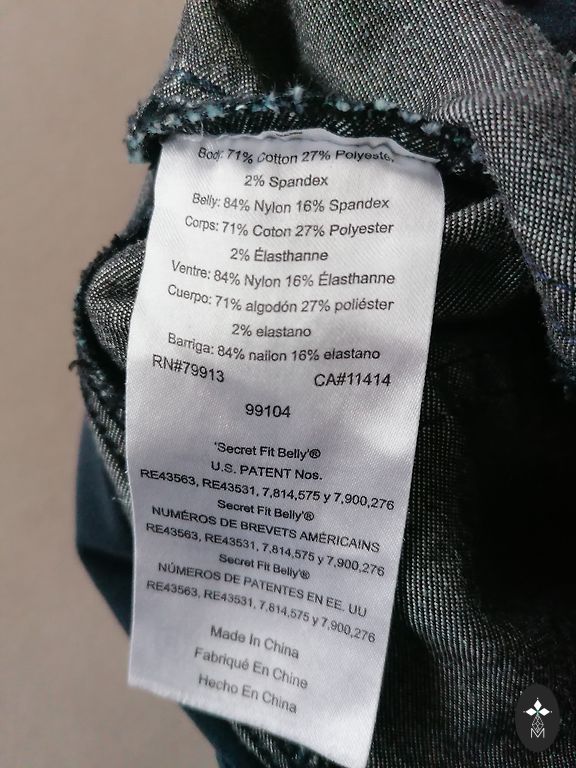 Body: 71% Cotton 27% Polyester,
2% Spandex
Belly: 84% Nylon 16% Spandex
Corps: 71% Coton 27% Polyester
2% Élasthanne
Ventre: 84% Nylon 16% Élasthanne
Cuerpo: 71% algodón 27% poliéster
2% elastano
Barriga: 84% nailon 16% elastano
RN#79913 CA#11414
99104
'Secret Fit Belly'®
U.S. PATENT Nos.
RE43563, RE43531, 7,814,575 y 7,900,276
Secret Fit Belly'®
NUMÉROS DE BREVETS AMÉRICAINS
RE43563, RE43531, 7,814,575 y 7,900,276
Secret Fit Belly'®
NÚMEROS DE PATENTES EN EE. UU
RE43563, RE43531, 7,814,575 y 7,900,276
Made In China
Fabriqué En Chine
Hecho En China
M